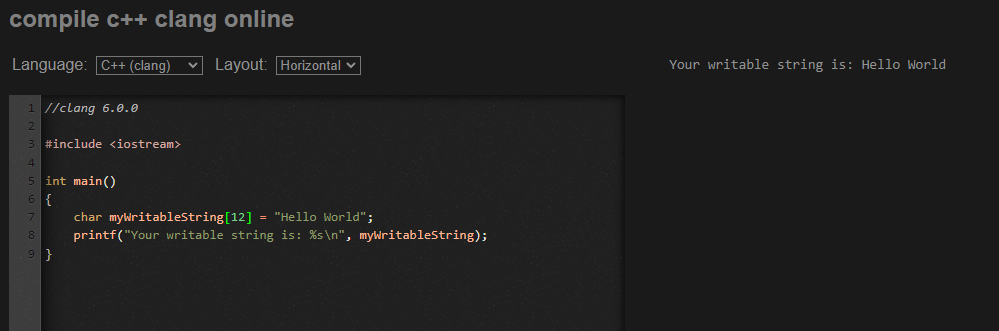 compile c++ clang online
Language: C++ (clang) Layout: Horizontal
Your writable string is: Hello World
1 //clang 6.0.0
2
3 #include <iostream>
4
5 int main()
6 {
7     char myWritableString[12] = "Hello World";
8     printf("Your writable string is: %s\n", myWritableString);
9 }